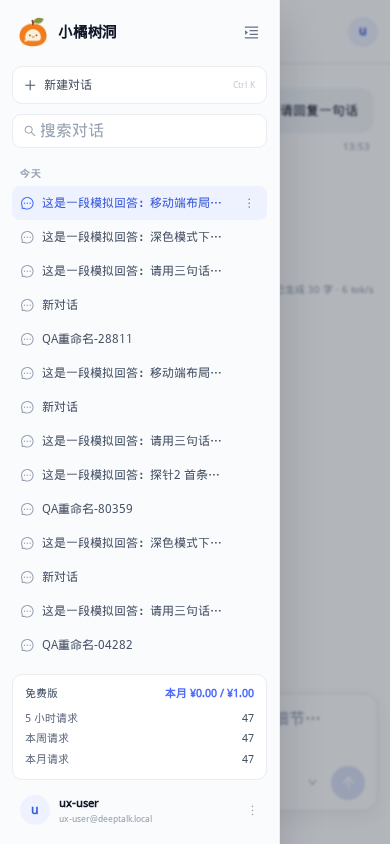 小橘树洞
u
新建对话
Ctrl K
搜索对话
请回复一句话
13:53
今天
这是一段模拟回答：移动端布局…
这是一段模拟回答：深色模式下…
这是一段模拟回答：请用三句话…
生成 30 字 · 6 tok/s
新对话
QA重命名-28811
这是一段模拟回答：移动端布局…
新对话
这是一段模拟回答：请用三句话…
这是一段模拟回答：探针2 首条…
QA重命名-80359
这是一段模拟回答：深色模式下…
新对话
这是一段模拟回答：请用三句话…
QA重命名-04282
免费版
本月 ¥0.00 / ¥1.00
5 小时请求 47
本周请求 47
本月请求 47
细节…
u
ux-user
ux-user@deeptalk.local